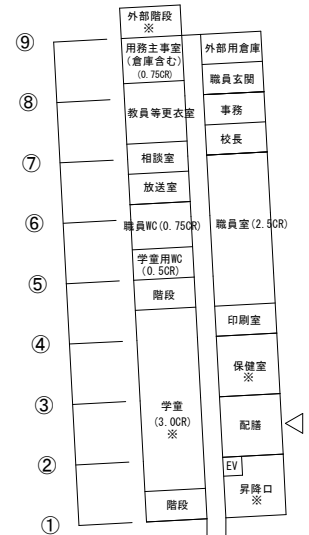 外部階段
※
⑨
用務主事室
(倉庫含む)
(0.75CR)
外部用倉庫
職員玄関
⑧
教員等更衣室
事務
校長
⑦
相談室
放送室
⑥
職員WC(0.75CR)
職員室(2.5CR)
学童用WC
(0.5CR)
⑤
階段
印刷室
④
保健室
※
③
学童
(3.0CR)
※
配膳
②
EV
昇降口
※
階段
①